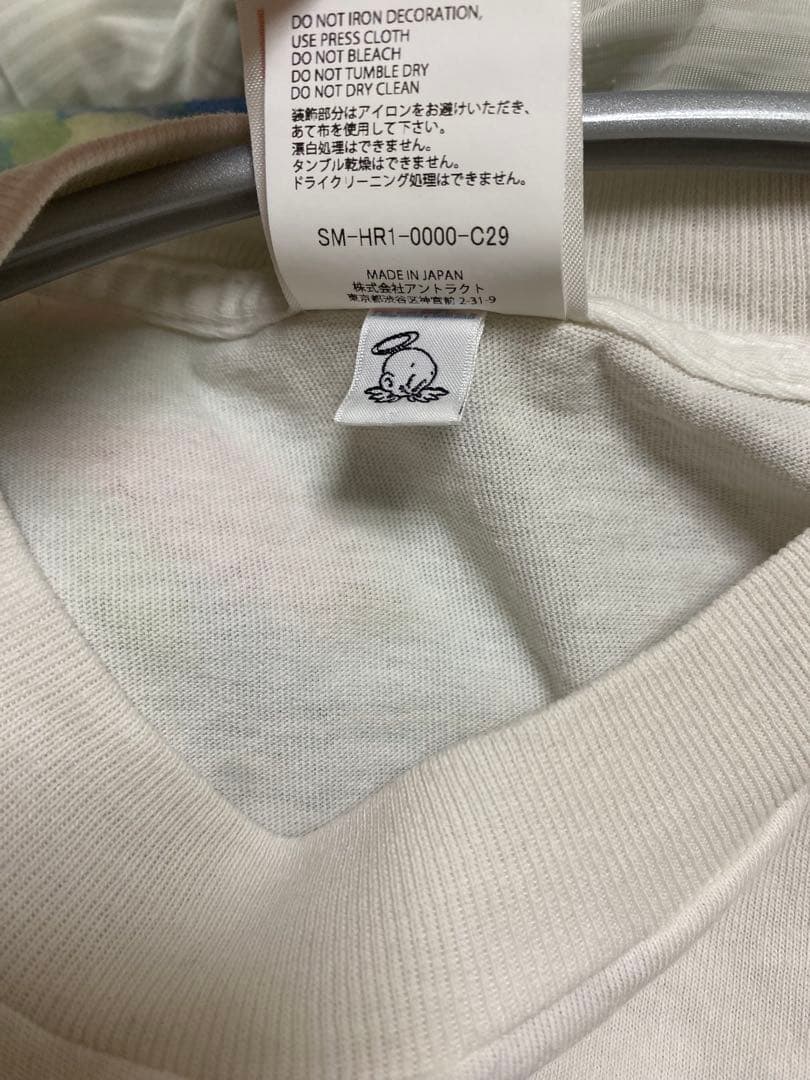 DO NOT IRON DECORATION,
USE PRESS CLOTH
DO NOT BLEACH
DO NOT TUMBLE DRY
DO NOT DRY CLEAN
装飾部分はアイロンをお避けいただき、
あて布を使用して下さい。
漂白処理はできません。
タンブル乾燥はできません。
ドライクリーニング処理はできません。
SM-HR1-0000-C29
MADE IN JAPAN
株式会社アントラクト
東京都渋谷区神宮前 2-31-9